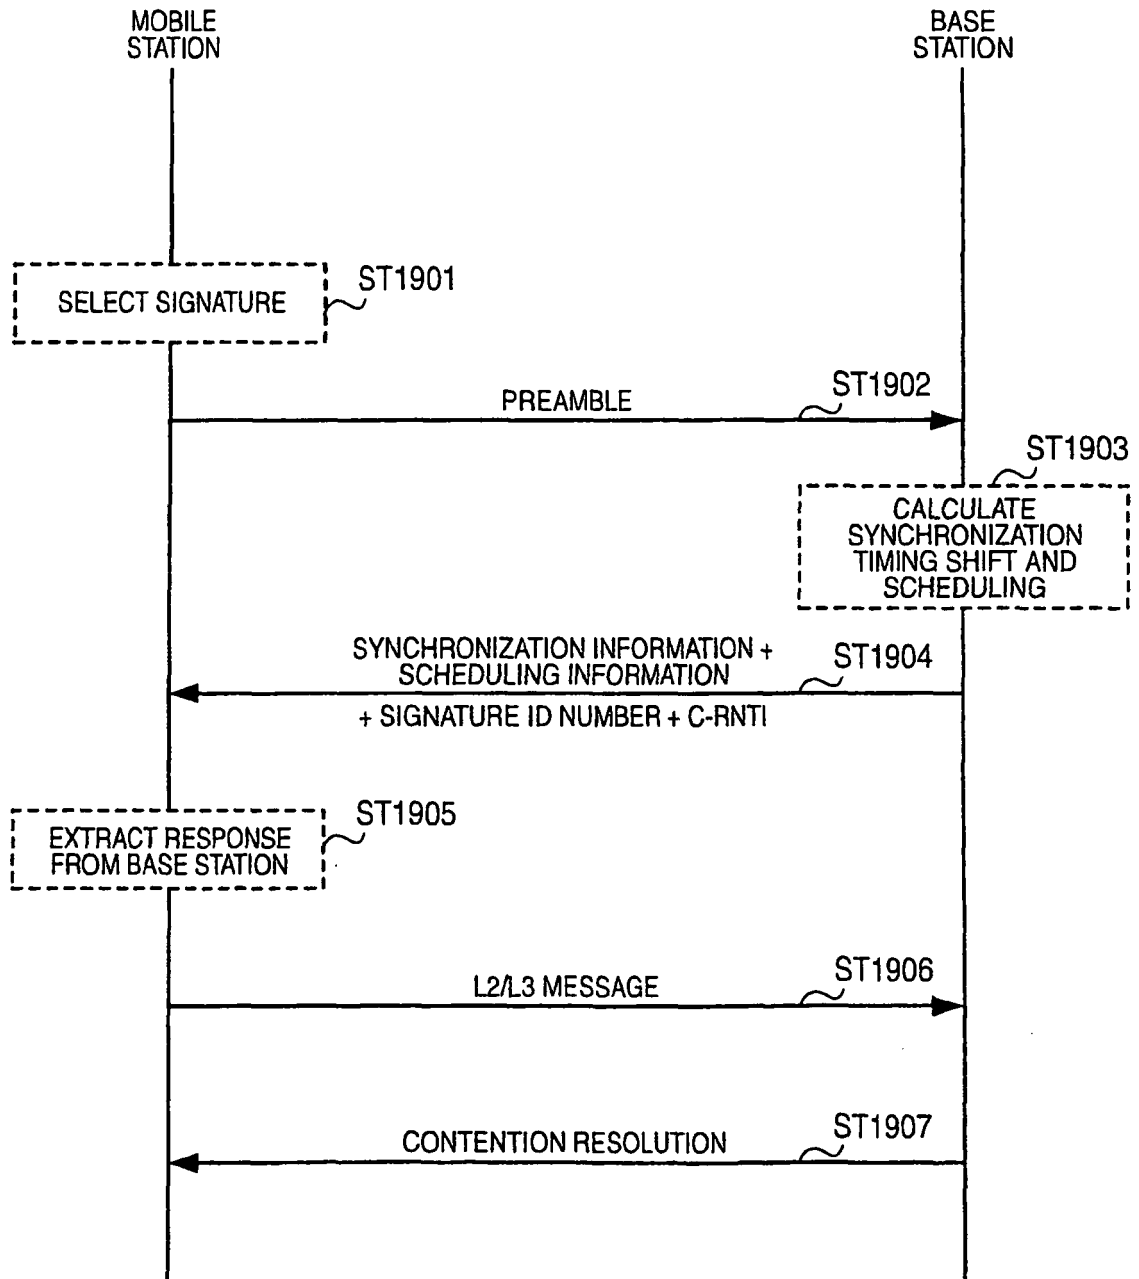 MOBILE
STATION
BASE
STATION
ST1901
SELECT SIGNATURE
ST1902
PREAMBLE
ST1903
CALCULATE
SYNCHRONIZATION
TIMING SHIFT AND
SCHEDULING
SYNCHRONIZATION INFORMATION +
SCHEDULING INFORMATION
ST1904
+ SIGNATURE ID NUMBER + C-RNTI
ST1905
EXTRACT RESPONSE
FROM BASE STATION
ST1906
L2/L3 MESSAGE
ST1907
CONTENTION RESOLUTION